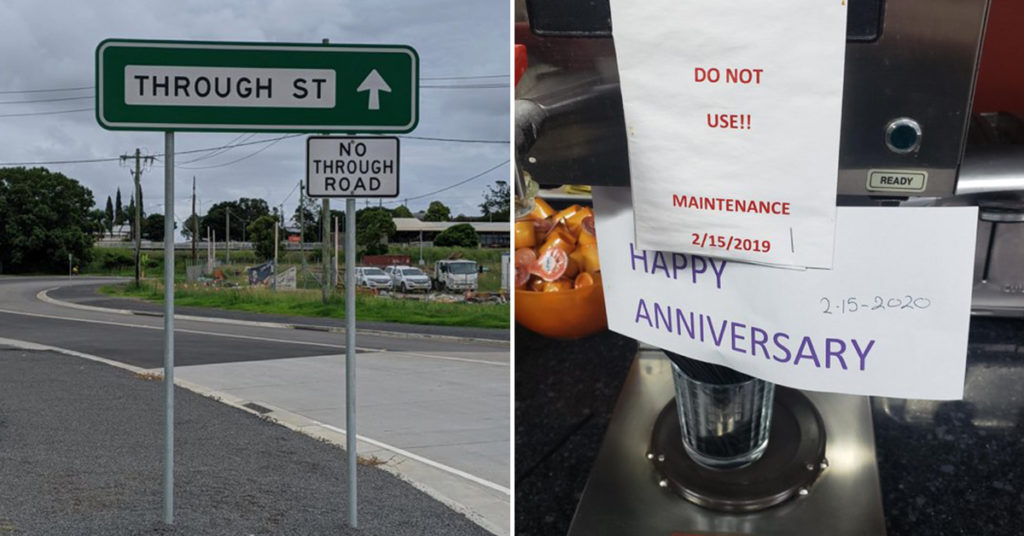 THROUGH ST
NO
THROUGH
ROAD
DO NOT
USE!!
MAINTENANCE
2/15/2019
READY
HAPPY
2-15-2020
ANNIVERSARY